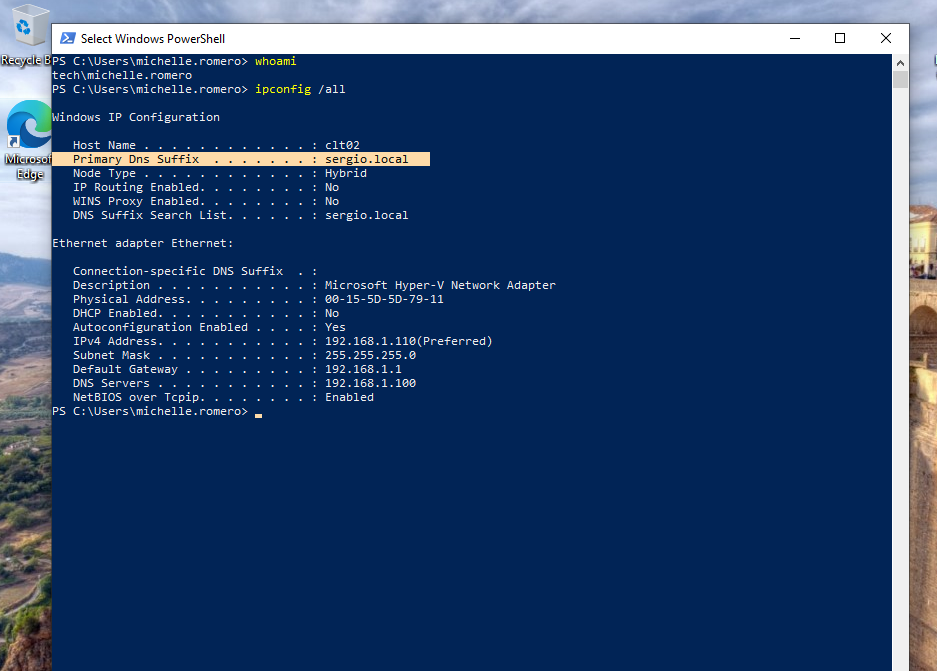 Recycle B
Microsof
Edge
Select Windows PowerShell
PS C:\Users\michelle.romero> whoami
tech\michelle.romero
PS C:\Users\michelle.romero> ipconfig /all
Windows IP Configuration
Host Name . . . . . . . . . . . . : clt02
Primary Dns Suffix  . . . . . . . : sergio.local
Node Type . . . . . . . . . . . . : Hybrid
IP Routing Enabled. . . . . . . . : No
WINS Proxy Enabled. . . . . . . . : No
DNS Suffix Search List. . . . . . : sergio.local
Ethernet adapter Ethernet:
Connection-specific DNS Suffix  . :
Description . . . . . . . . . . . : Microsoft Hyper-V Network Adapter
Physical Address. . . . . . . . . : 00-15-5D-5D-79-11
DHCP Enabled. . . . . . . . . . . : No
Autoconfiguration Enabled . . . . : Yes
IPv4 Address. . . . . . . . . . . : 192.168.1.110(Preferred)
Subnet Mask . . . . . . . . . . . : 255.255.255.0
Default Gateway . . . . . . . . . : 192.168.1.1
DNS Servers . . . . . . . . . . . : 192.168.1.100
NetBIOS over Tcpip. . . . . . . . : Enabled
PS C:\Users\michelle.romero>